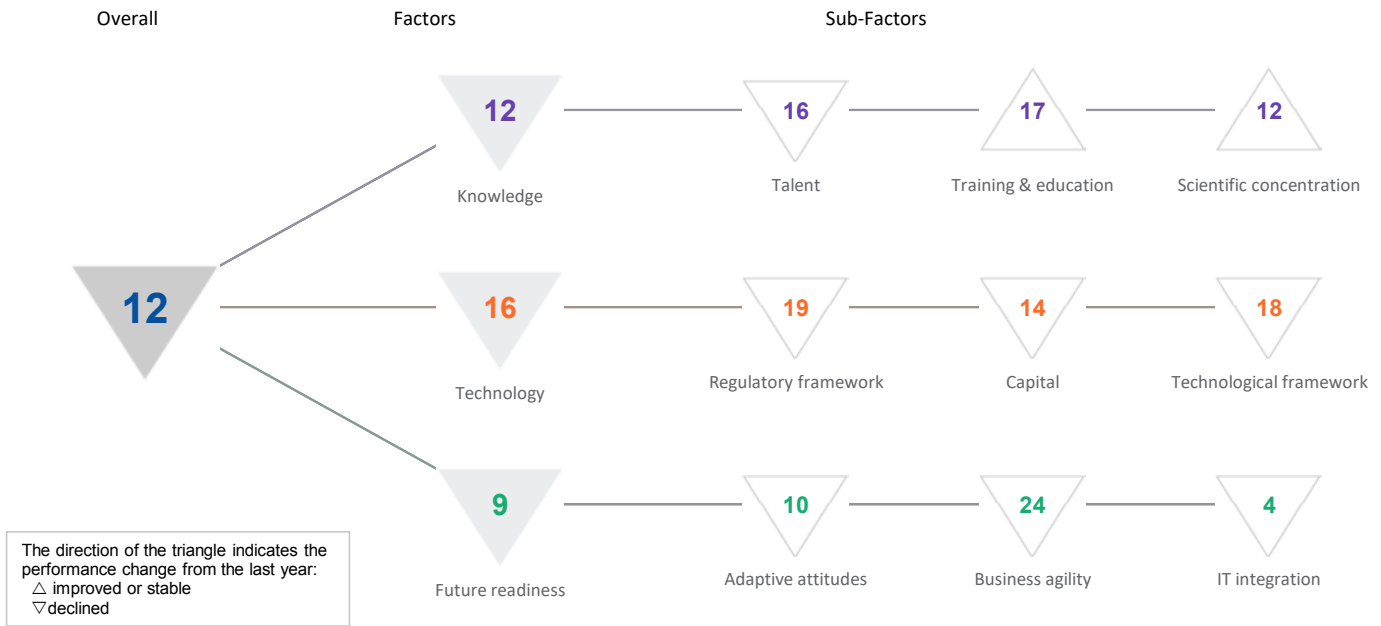 Overall Factors Sub-Factors
12 16 17 12
Knowledge Talent Training & education Scientific concentration
12
16 19 14 18
Technology Regulatory framework Capital Technological framework
9 10 24 4
Future readiness Adaptive attitudes Business agility IT integration
The direction of the triangle indicates the
performance change from the last year:
△ improved or stable
▽declined